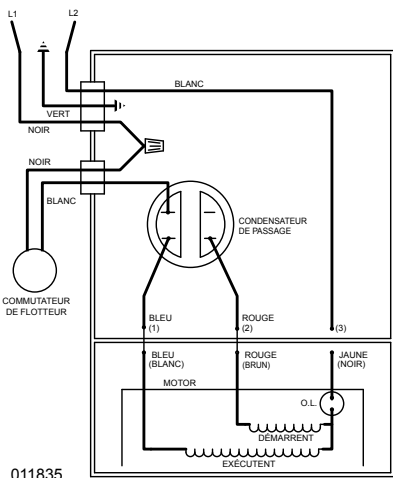 L1
L2
BLANC
VERT
NOIR
NOIR
BLANC
CONDENSATEUR
DE PASSAGE
COMMUTATEUR
DE FLOTTEUR
BLEU
(1)
ROUGE
(2)
(3)
BLEU
(BLANC)
ROUGE
(BRUN)
JAUNE
(NOIR)
MOTOR
O.L.
DÉMARRENT
EXÉCUTENT
011835